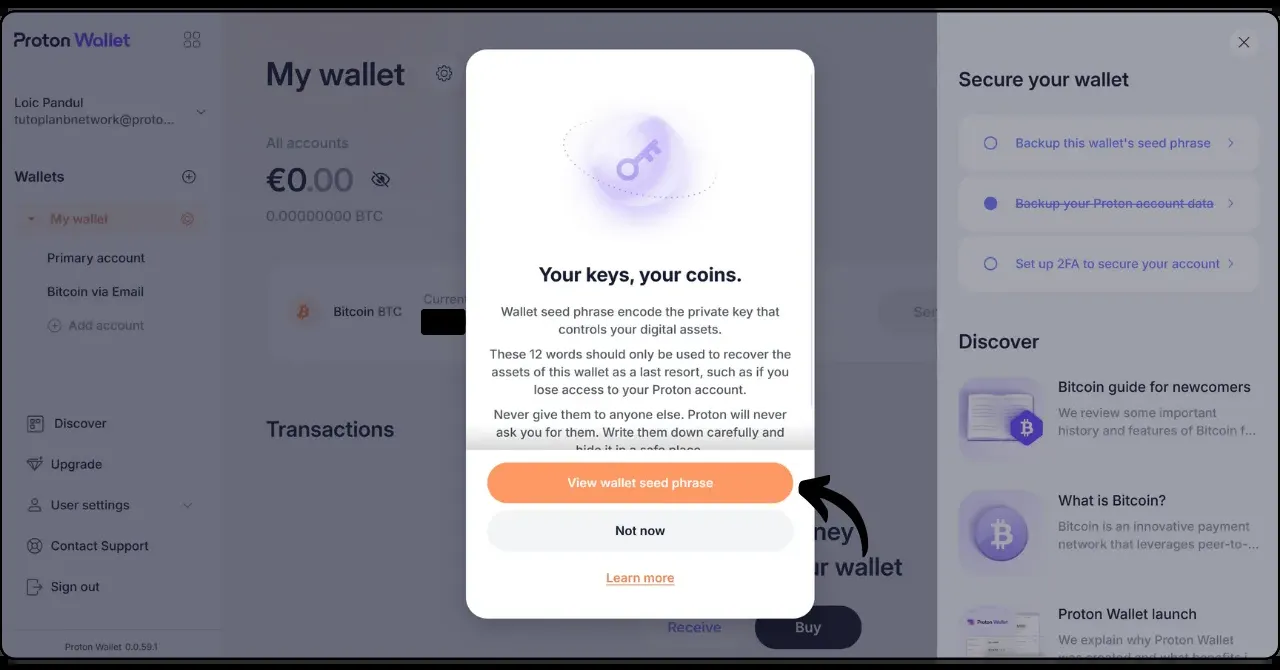 Proton Wallet
Loic Pandul
tutoplanbnetwork@proto...
Wallets
My wallet
Primary account
Bitcoin via Email
Add account
Discover
Upgrade
User settings
Contact Support
Sign out
Proton Wallet 0.0.59.1
My wallet
All accounts
€0.00
0.00000000 BTC
Bitcoin BTC
Current
Transactions
Receive
Buy
ur wallet
Your keys, your coins.
Wallet seed phrase encode the private key that
controls your digital assets.
These 12 words should only be used to recover the
assets of this wallet as a last resort, such as if you
lose access to your Proton account.
Never give them to anyone else. Proton will never
ask you for them. Write them down carefully and
hide it in a safe place.
View wallet seed phrase
Not now
Learn more
Secure your wallet
Backup this wallet's seed phrase
Backup your Proton account data
Set up 2FA to secure your account
Discover
Bitcoin guide for newcomers
We review some important
history and features of Bitcoin f...
What is Bitcoin?
Bitcoin is an innovative payment
network that leverages peer-to-...
Proton Wallet launch
We explain why Proton Wallet
was created and what benefits i